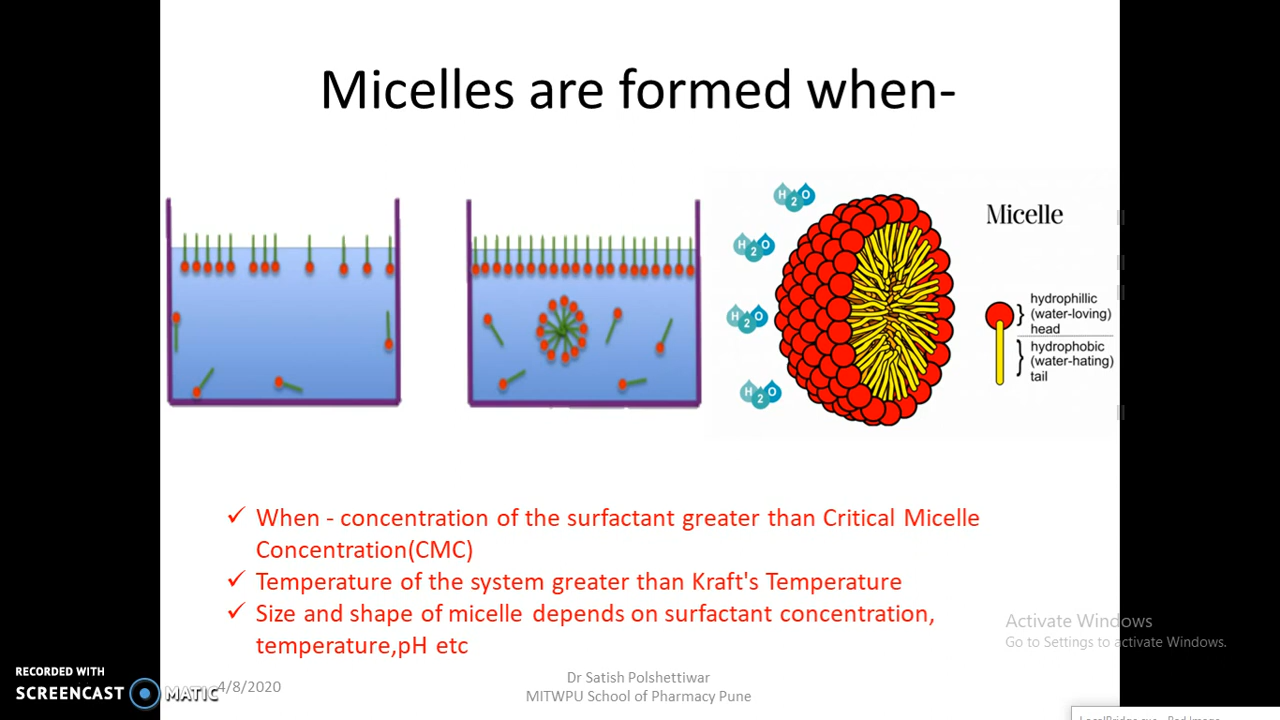 Micelles are formed when-
H2O
H2O
H2O
H2O
Micelle
hydrophillic
(water-loving)
head
hydrophobic
(water-hating)
tail
✓ When - concentration of the surfactant greater than Critical Micelle
Concentration(CMC)
✓ Temperature of the system greater than Kraft's Temperature
✓ Size and shape of micelle depends on surfactant concentration,
temperature,pH etc
Activate Windows
Go to Settings to activate Windows.
RECORDED WITH
SCREENCAST MATIC
4/8/2020
Dr Satish Polshettiwar
MITWPU School of Pharmacy Pune